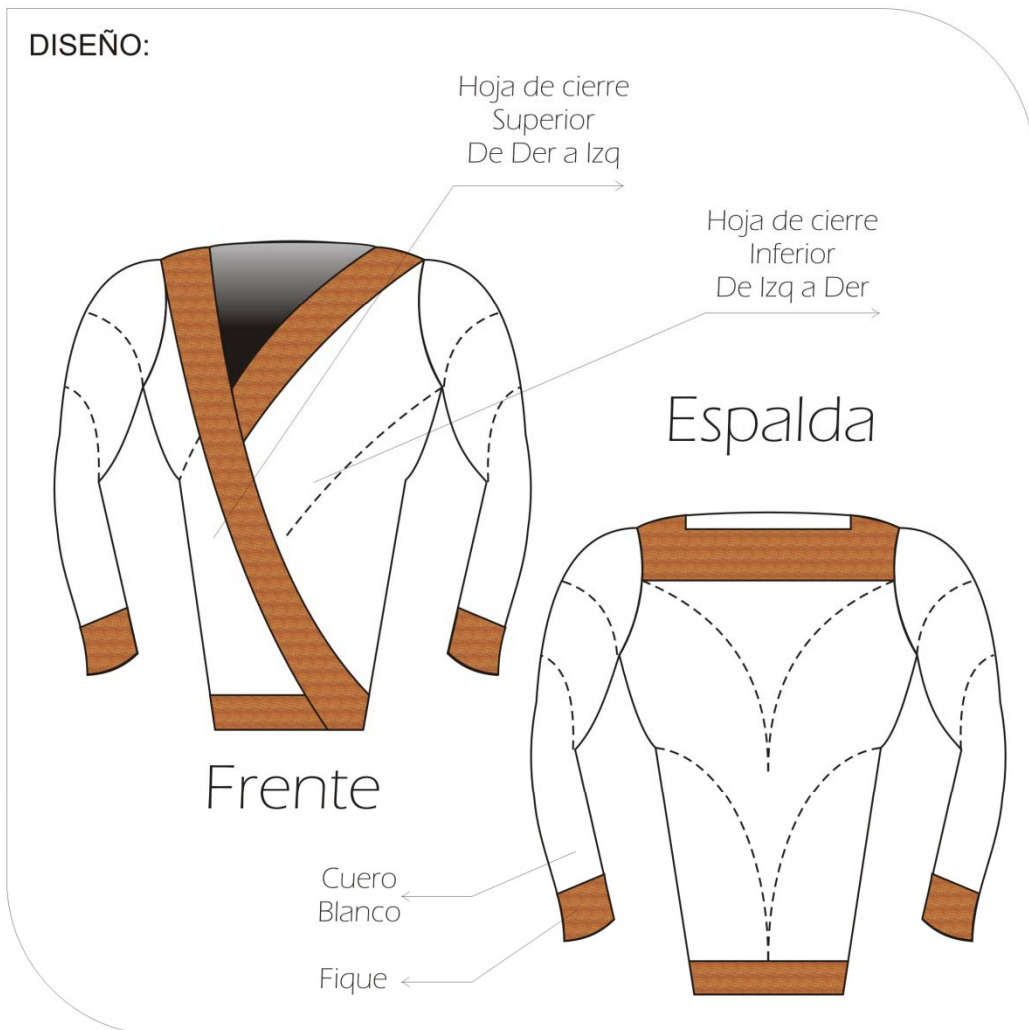 DISEÑO:
Hoja de cierre
Superior
De Der a Izq
Hoja de cierre
Inferior
De Izq a Der
Espalda
Frente
Cuero
Blanco
Fique